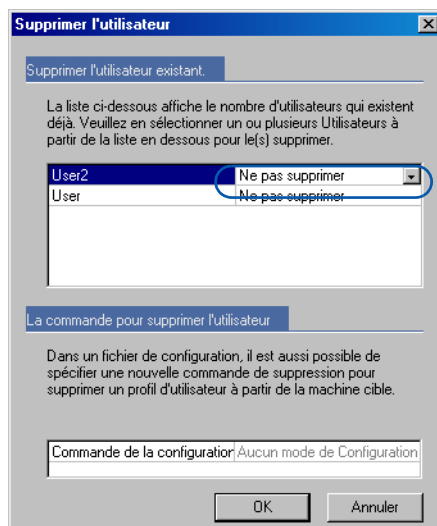 Supprimer l'utilisateur
Supprimer l'utilisateur existant.
La liste ci-dessous affiche le nombre d'utilisateurs qui existent
déjà. Veuillez en sélectionner un ou plusieurs Utilisateurs à
partir de la liste en dessous pour le(s) supprimer.
User2 Ne pas supprimer
User Ne pas supprimer
La commande pour supprimer l'utilisateur
Dans un fichier de configuration, il est aussi possible de
spécifier une nouvelle commande de suppression pour
supprimer un profil d'utilisateur à partir de la machine cible.
Commande de la configuration Aucun mode de Configuration
OK Annuler